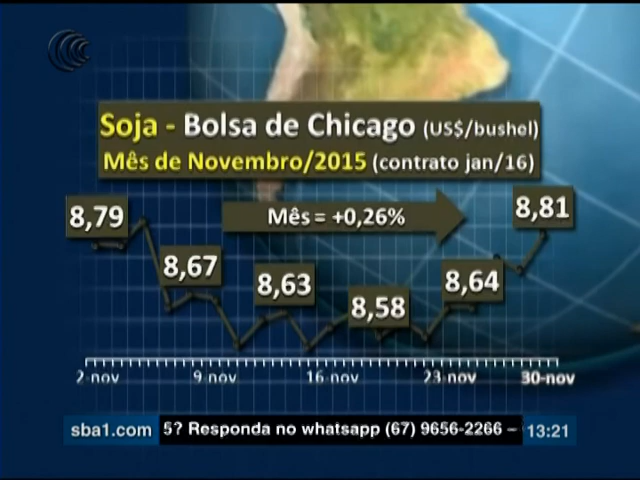 Soja - Bolsa de Chicago (US$/bushel)
Mês de Novembro/2015 (contrato jan/16)
8,79
Mês = +0,26%
8,81
8,67
8,63
8,58
8,64
2-nov
9-nov
16-nov
23-nov
30-nov
sba1.com
5? Responda no whatsapp (67) 9656-2266 –
13:21